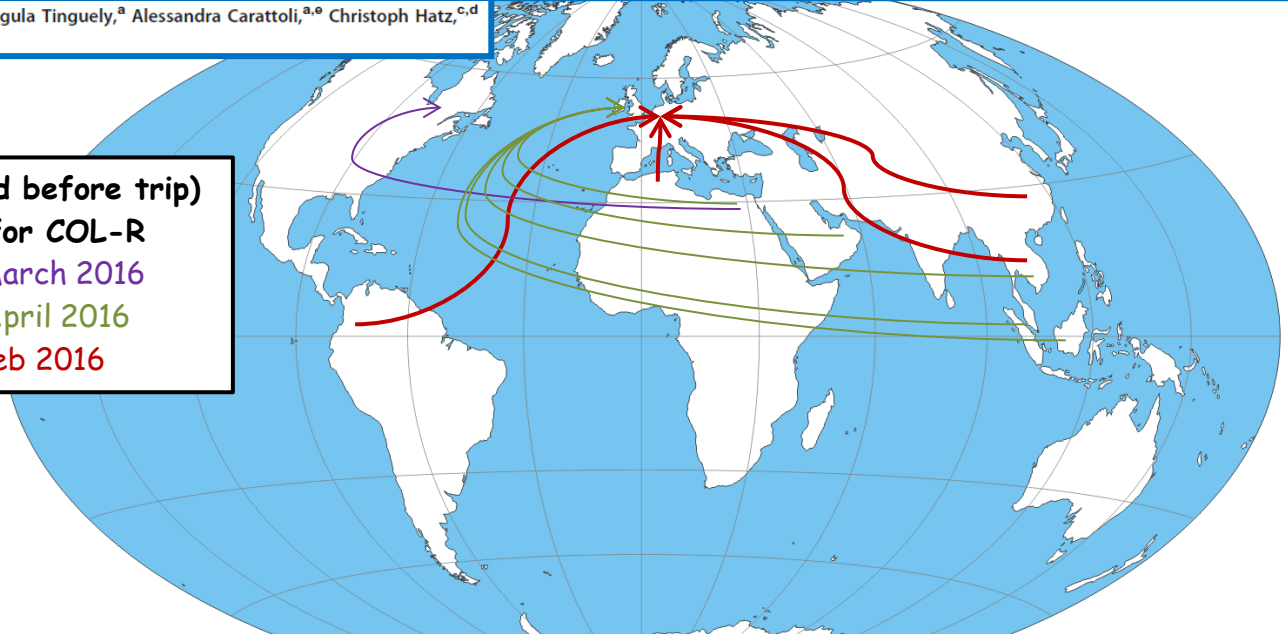 gula Tinguely,ᵃ Alessandra Carattoli,ᵃ,ᵉ Christoph Hatz,ᶜ,ᵈ
d before trip)
for COL-R
arch 2016
pril 2016
eb 2016